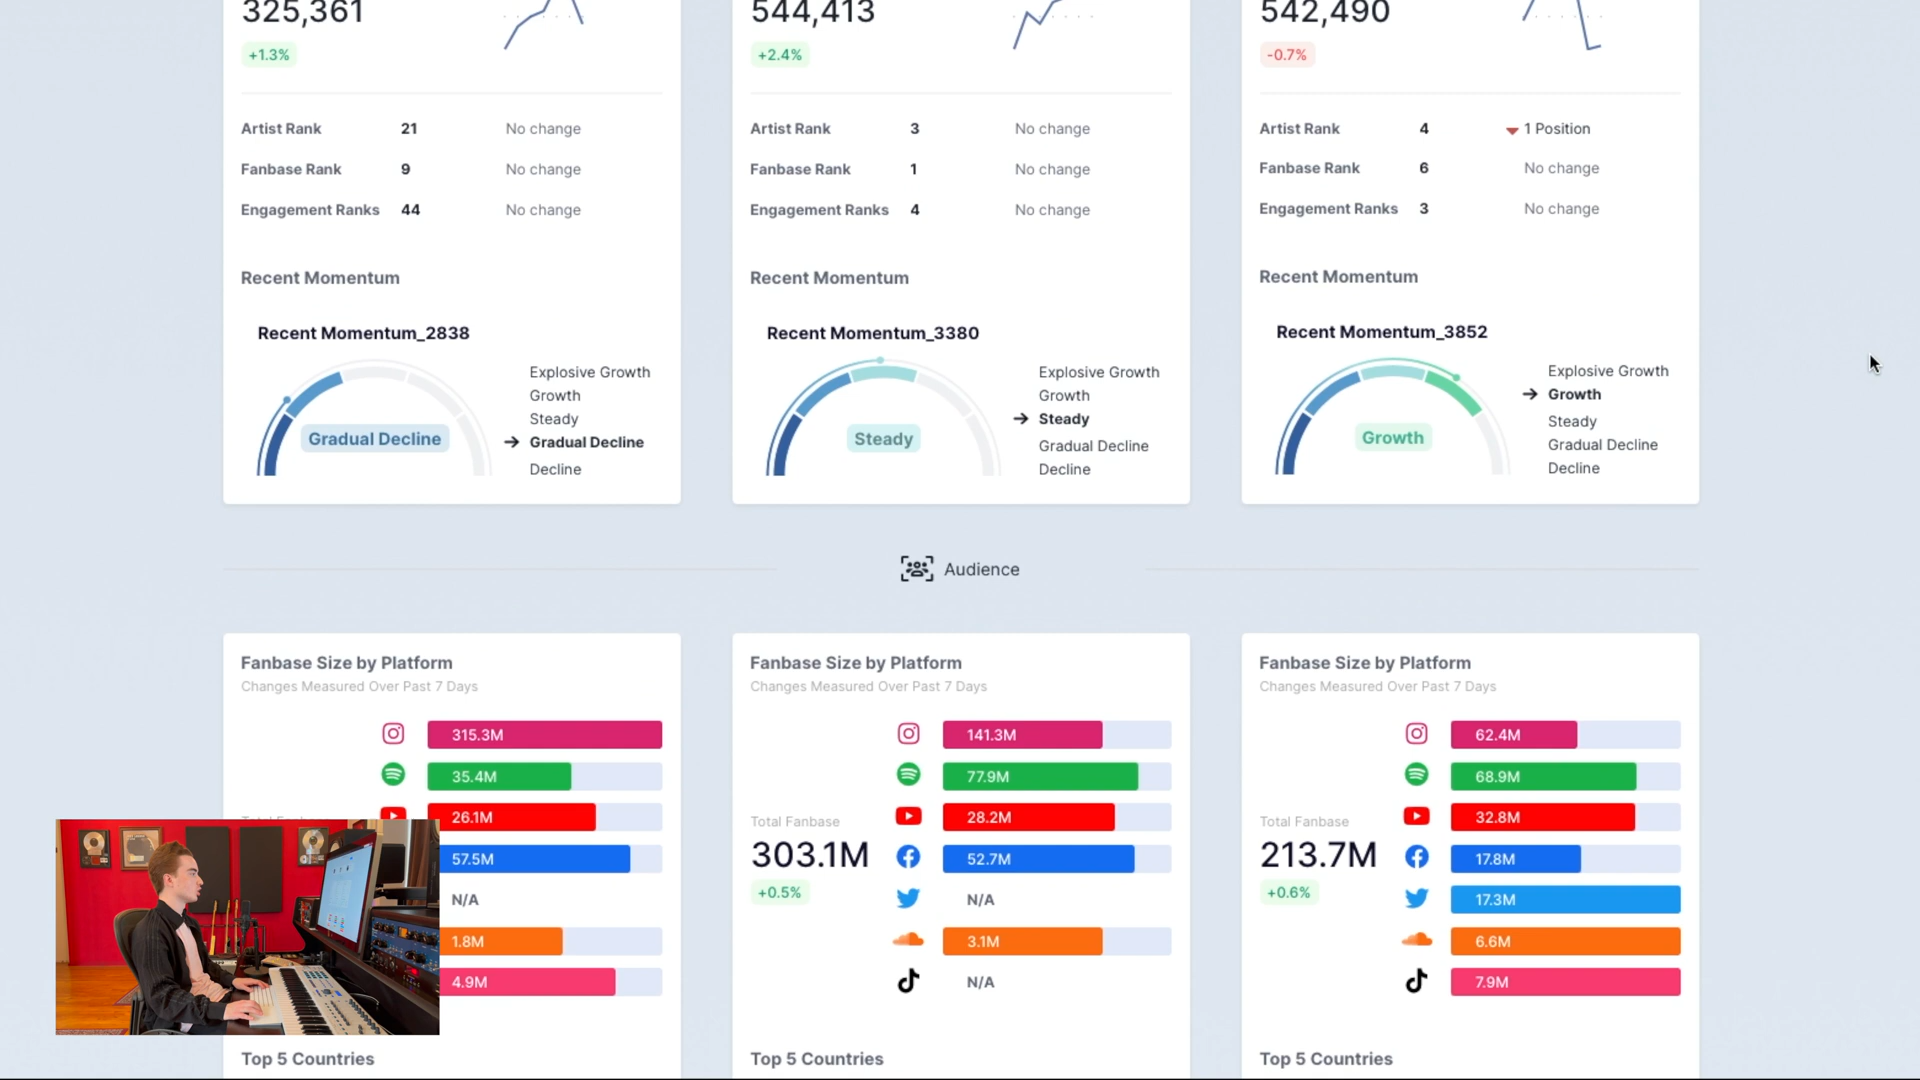 325,361
+1.3%
Artist Rank 21 No change
Fanbase Rank 9 No change
Engagement Ranks 44 No change
Recent Momentum
Recent Momentum_2838
Explosive Growth
Growth
Steady
Gradual Decline
Decline
Gradual Decline
544,413
+2.4%
Artist Rank 3 No change
Fanbase Rank 1 No change
Engagement Ranks 4 No change
Recent Momentum
Recent Momentum_3380
Explosive Growth
Growth
Steady
Gradual Decline
Decline
Steady
542,490
-0.7%
Artist Rank 4 1 Position
Fanbase Rank 6 No change
Engagement Ranks 3 No change
Recent Momentum
Recent Momentum_3852
Explosive Growth
Growth
Steady
Gradual Decline
Decline
Growth
Audience
Fanbase Size by Platform
Changes Measured Over Past 7 Days
315.3M
35.4M
26.1M
57.5M
N/A
1.8M
4.9M
Top 5 Countries
Fanbase Size by Platform
Changes Measured Over Past 7 Days
Total Fanbase
303.1M
+0.5%
141.3M
77.9M
28.2M
52.7M
N/A
3.1M
N/A
Top 5 Countries
Fanbase Size by Platform
Changes Measured Over Past 7 Days
Total Fanbase
213.7M
+0.6%
62.4M
68.9M
32.8M
17.8M
17.3M
6.6M
7.9M
Top 5 Countries